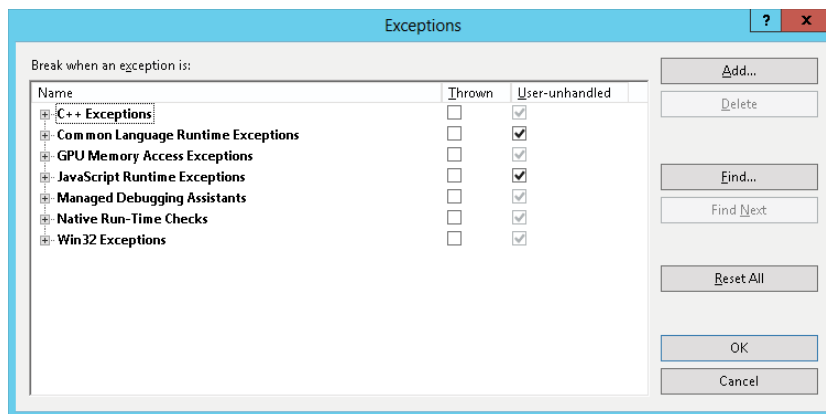 Exceptions
? x
Break when an exception is:
Name Thrown User-unhandled
C++ Exceptions
Common Language Runtime Exceptions
GPU Memory Access Exceptions
JavaScript Runtime Exceptions
Managed Debugging Assistants
Native Run-Time Checks
Win32 Exceptions
Add...
Delete
Find...
Find Next
Reset All
OK
Cancel